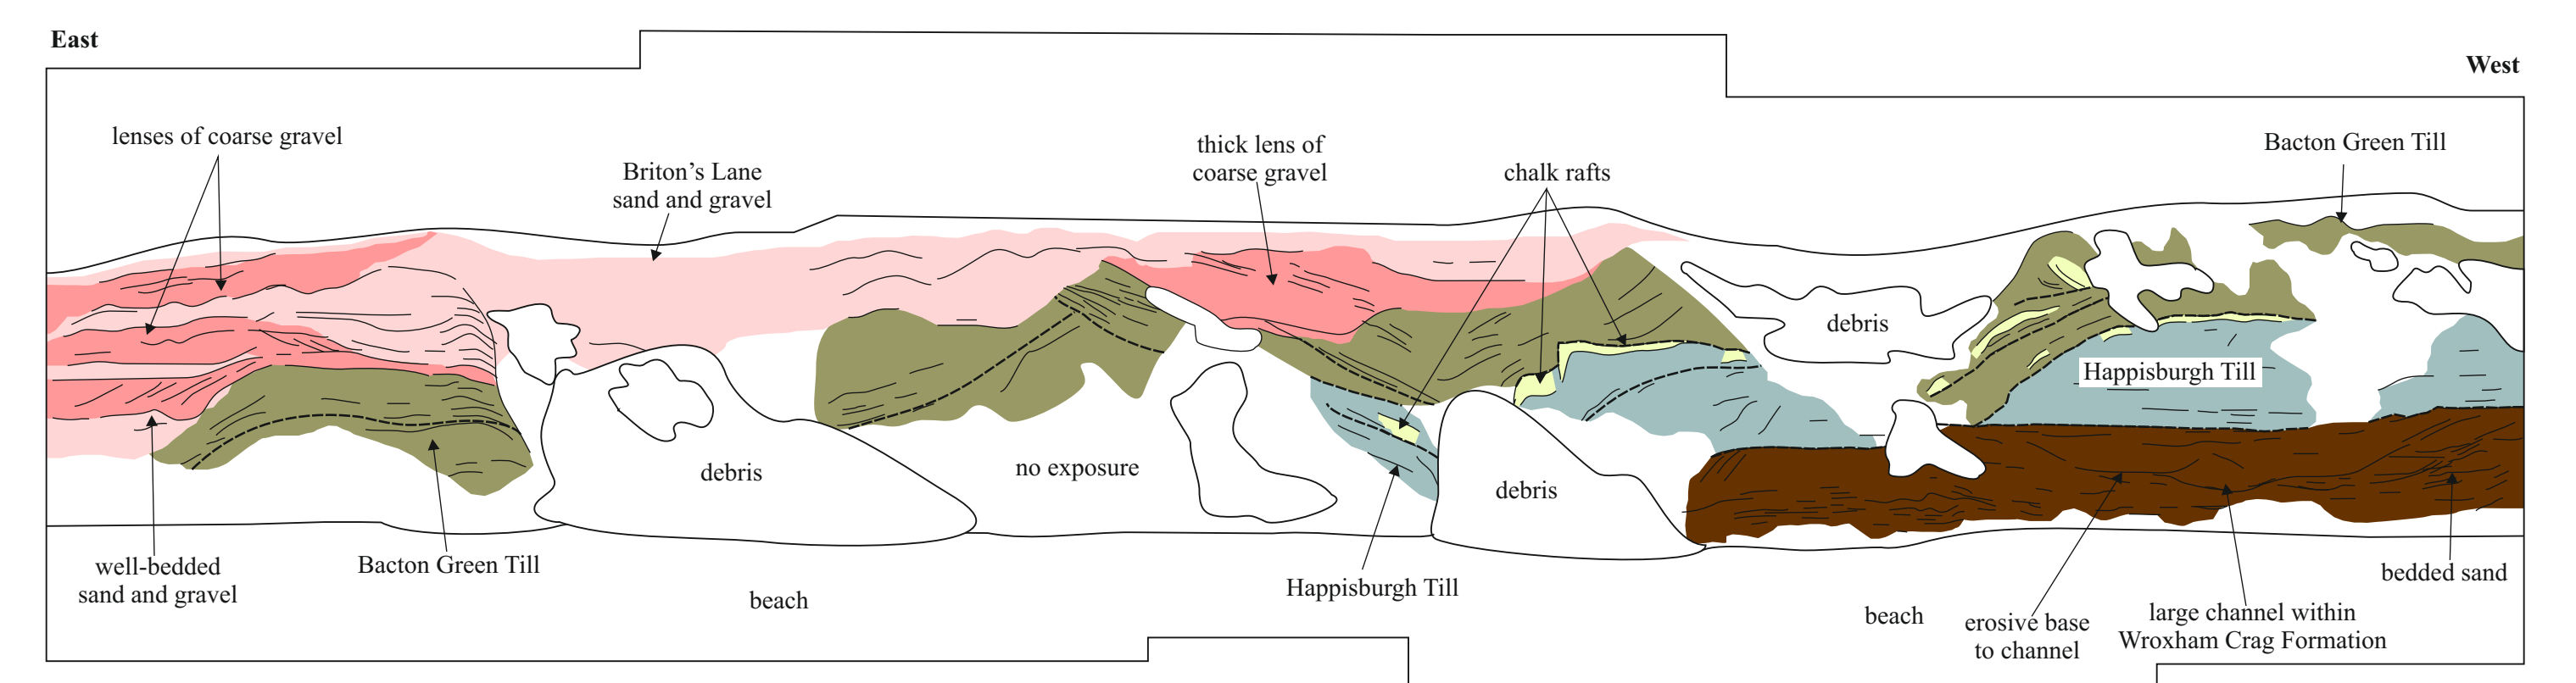 East
West
lenses of coarse gravel
Briton’s Lane
sand and gravel
thick lens of
coarse gravel
chalk rafts
Bacton Green Till
debris
Happisburgh Till
debris
no exposure
debris
well-bedded
sand and gravel
Bacton Green Till
beach
Happisburgh Till
beach
erosive base
to channel
large channel within
Wroxham Crag Formation
bedded sand